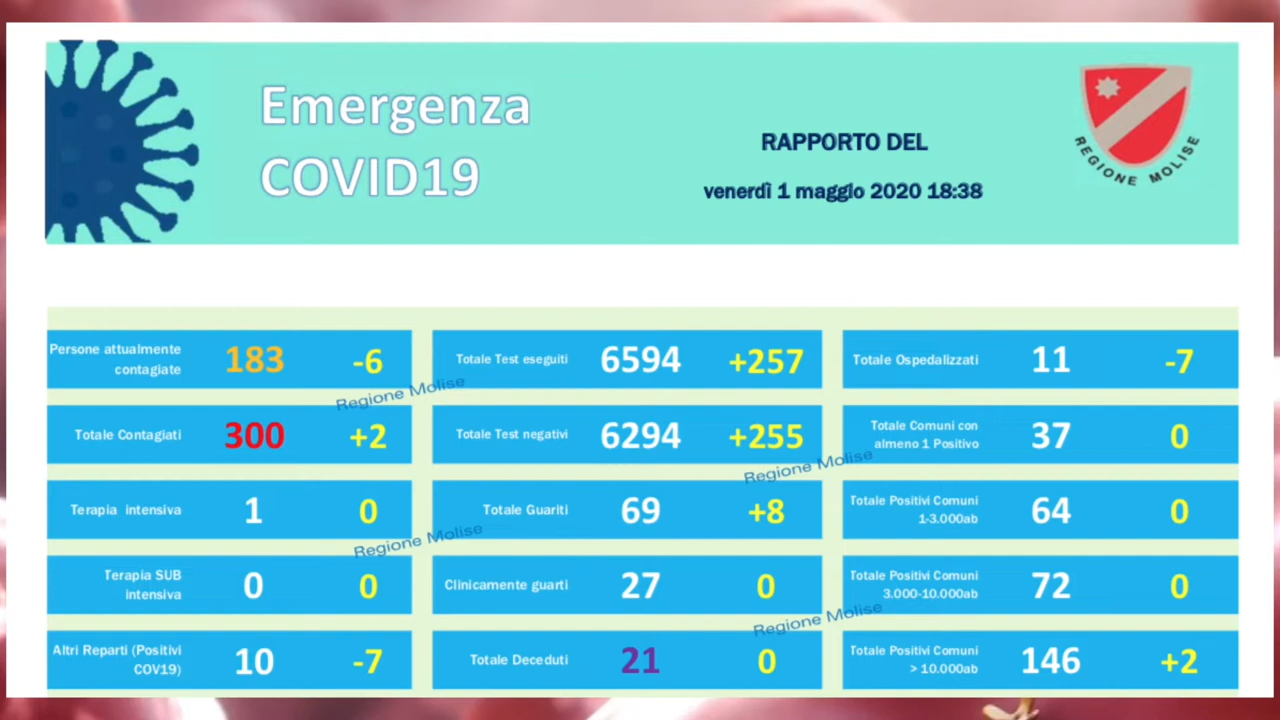 Emergenza
COVID19
RAPPORTO DEL
venerdì 1 maggio 2020 18:38
REGIONE MOLISE
Persone attualmente
contagiate
183
-6
Totale Test eseguiti
6594
+257
Totale Ospedalizzati
11
-7
Regione Molise
Totale Contagiati
300
+2
Totale Test negativi
6294
+255
Totale Comuni con
almeno 1 Positivo
37
0
Regione Molise
Terapia intensiva
1
0
Totale Guariti
69
+8
Totale Positivi Comuni
1-3.000ab
64
0
Regione Molise
Terapia SUB
intensiva
0
0
Clinicamente guarti
27
0
Totale Positivi Comuni
3.000-10.000ab
72
0
Regione Molise
Altri Reparti (Positivi
COV19)
10
-7
Totale Deceduti
21
0
Totale Positivi Comuni
> 10.000ab
146
+2